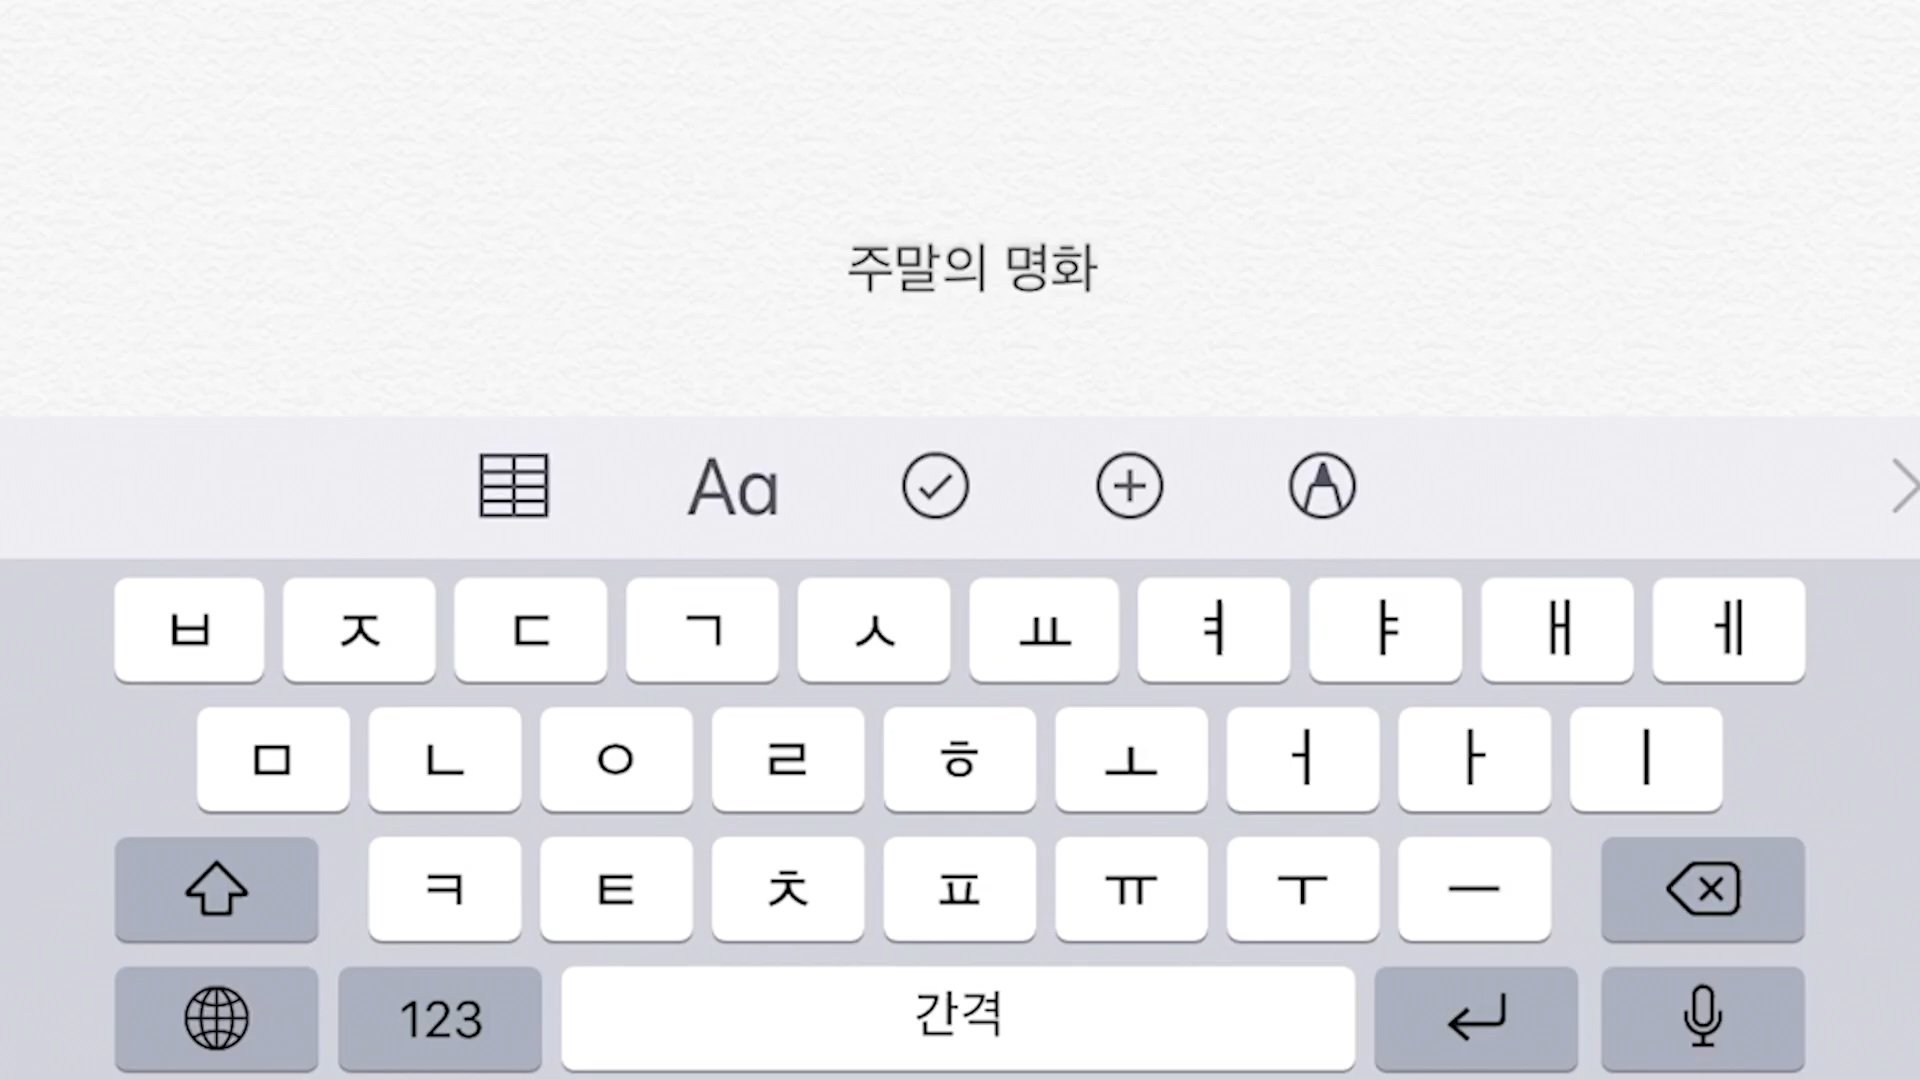 주말의 명화
Aa
ㅂ ㅈ ㄷ ㄱ ㅅ ㅛ ㅕ ㅑ ㅐ ㅔ
ㅁ ㄴ ㅇ ㄹ ㅎ ㅗ ㅓ ㅏ ㅣ
ㅋ ㅌ ㅊ ㅍ ㅠ ㅜ ㅡ
123 간격